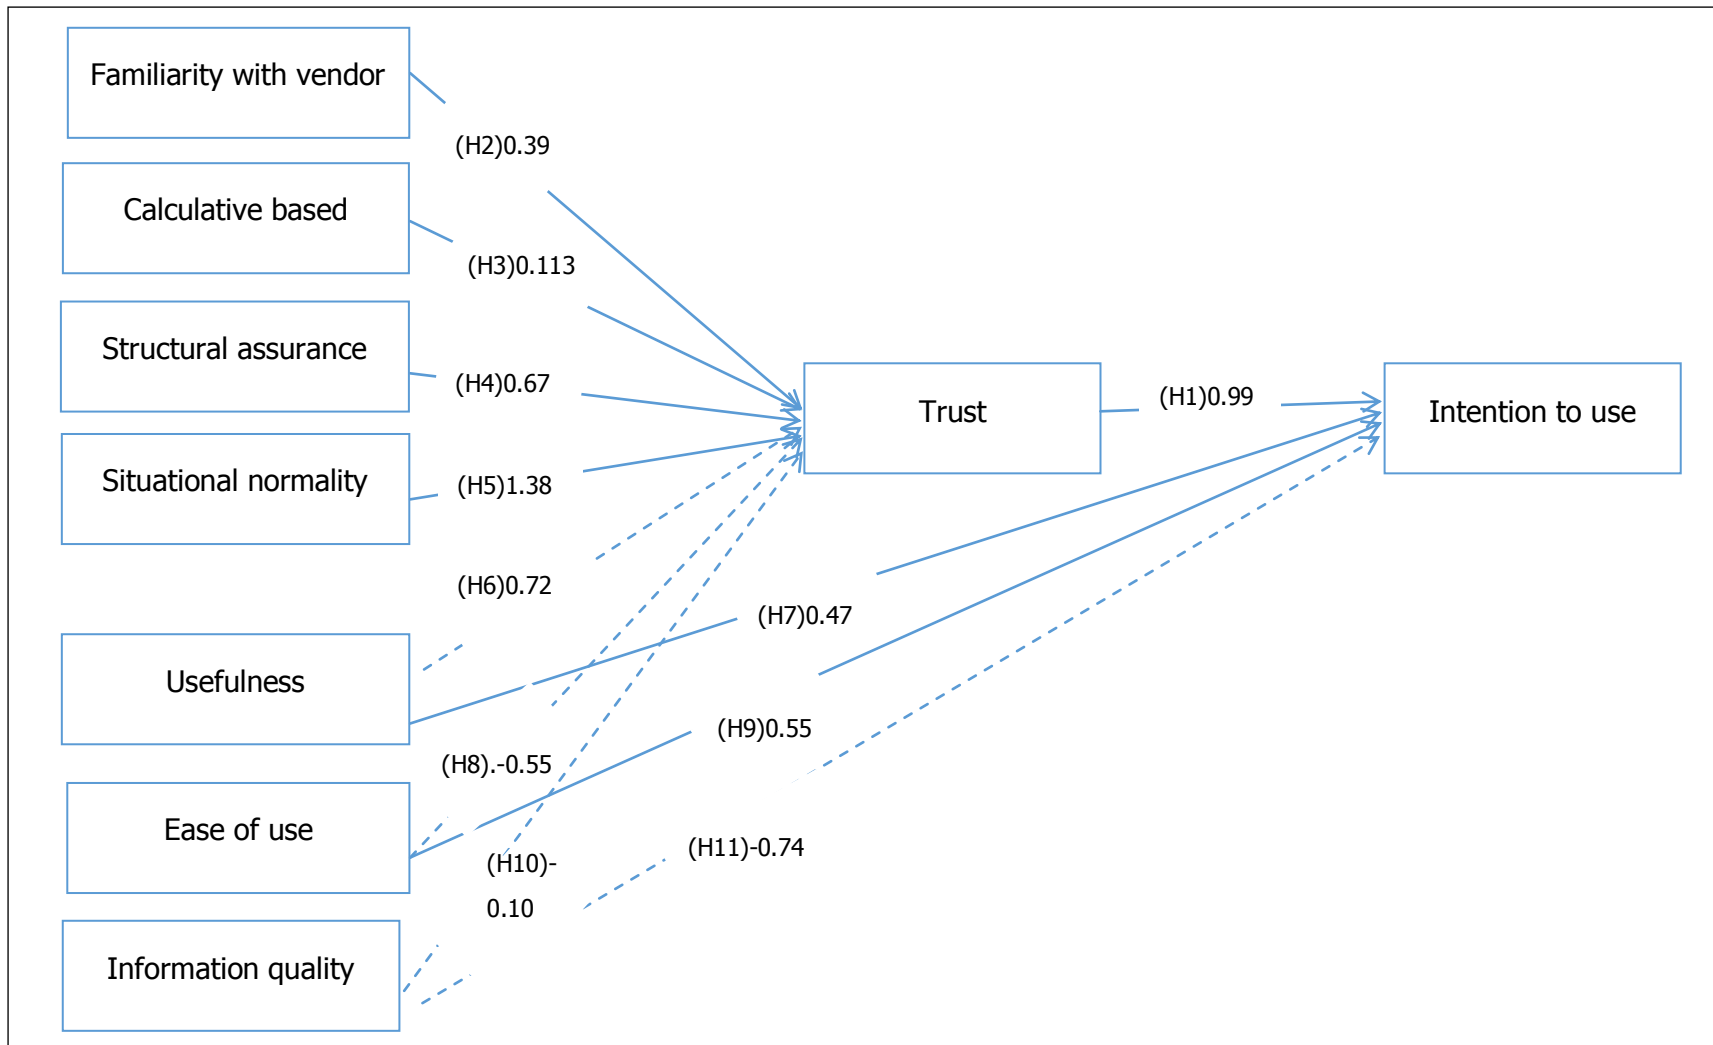 Familiarity with vendor
(H2)0.39
Calculative based
(H3)0.113
Structural assurance
(H4)0.67
Trust
(H1)0.99
Intention to use
Situational normality
(H5)1.38
(H6)0.72
(H7)0.47
Usefulness
(H9)0.55
(H8).-0.55
Ease of use
(H11)-0.74
(H10)-
0.10
Information quality